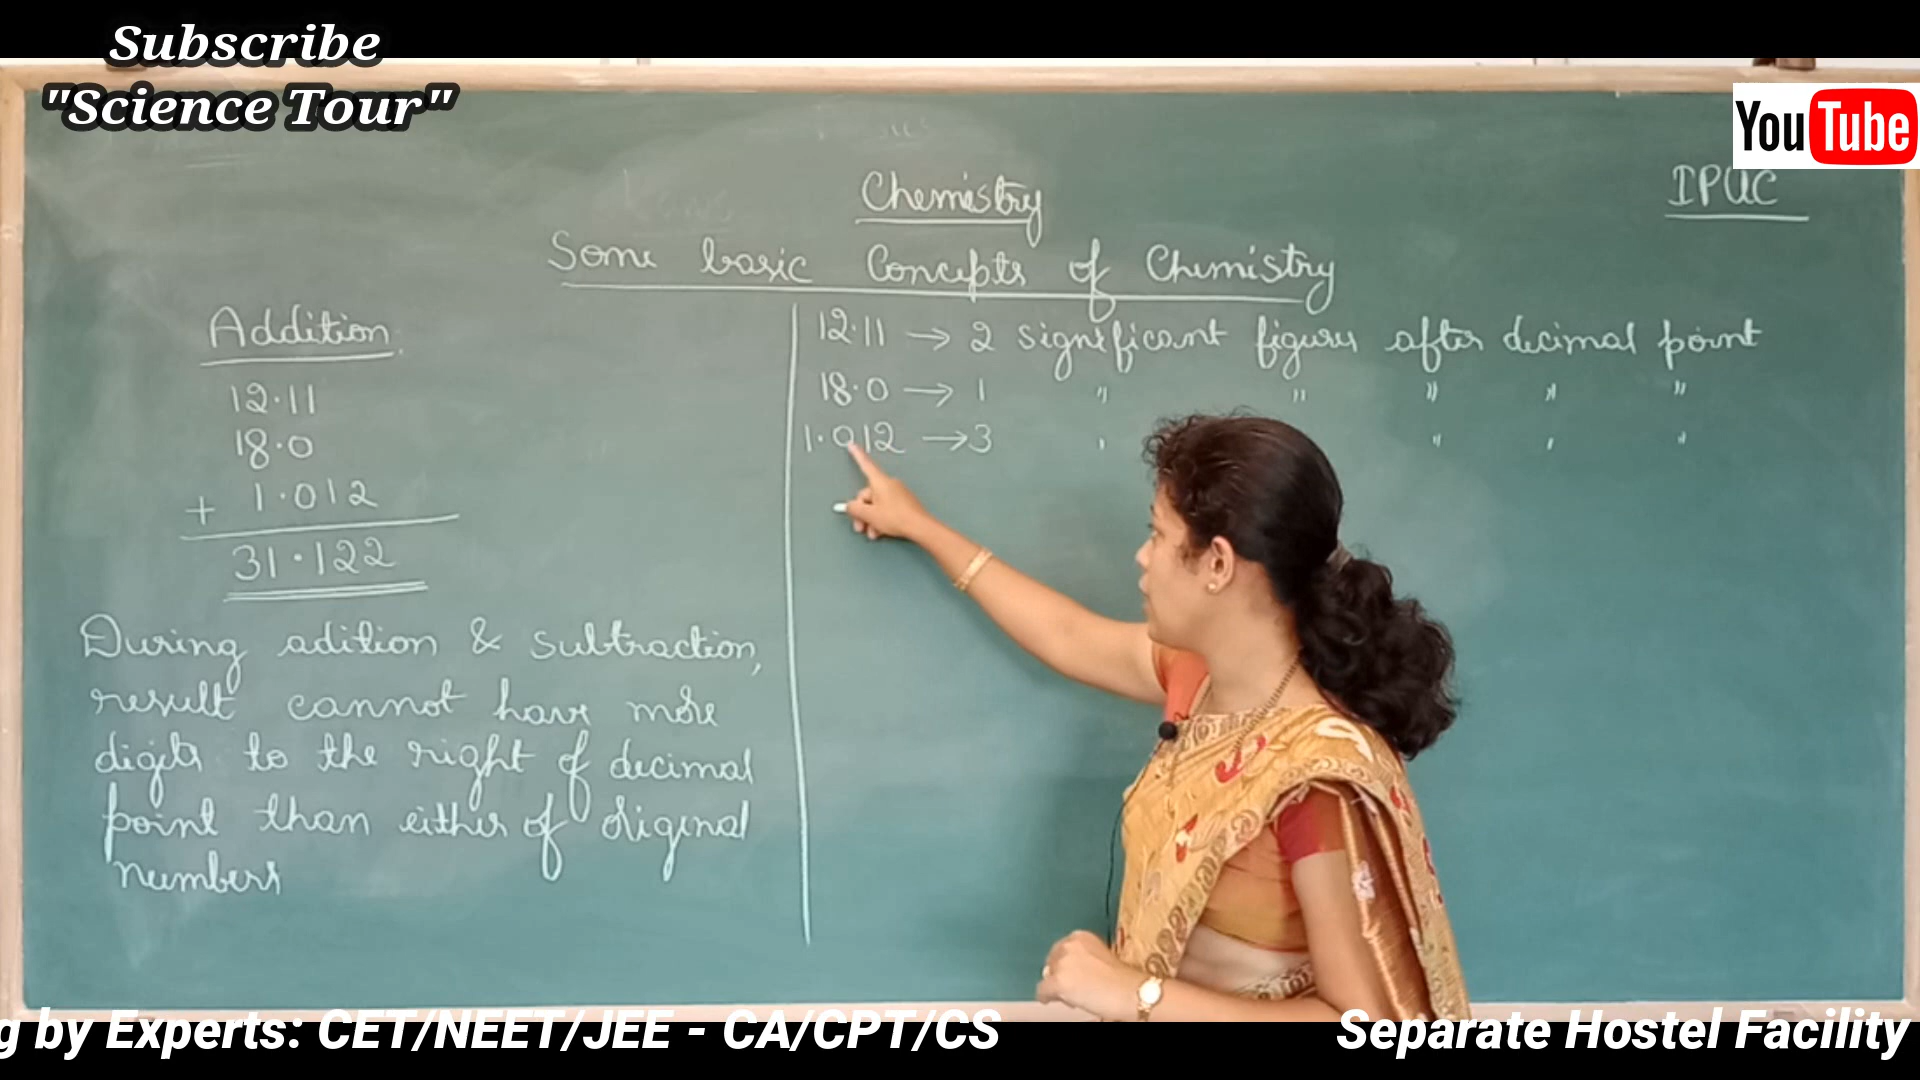 Subscribe
"Science Tour"
YouTube
IPUC
Chemistry
Some basic Concepts of Chemistry
Addition
12.11
18.0
+ 1.012
31.122
During adition & subtraction,
result cannot have more
digits to the right of decimal
point than either of original
numbers
12.11 → 2 significant figures after decimal point
18.0 → 1 " " " " "
1.012 → 3 " " " "
g by Experts: CET/NEET/JEE - CA/CPT/CS
Separate Hostel Facility